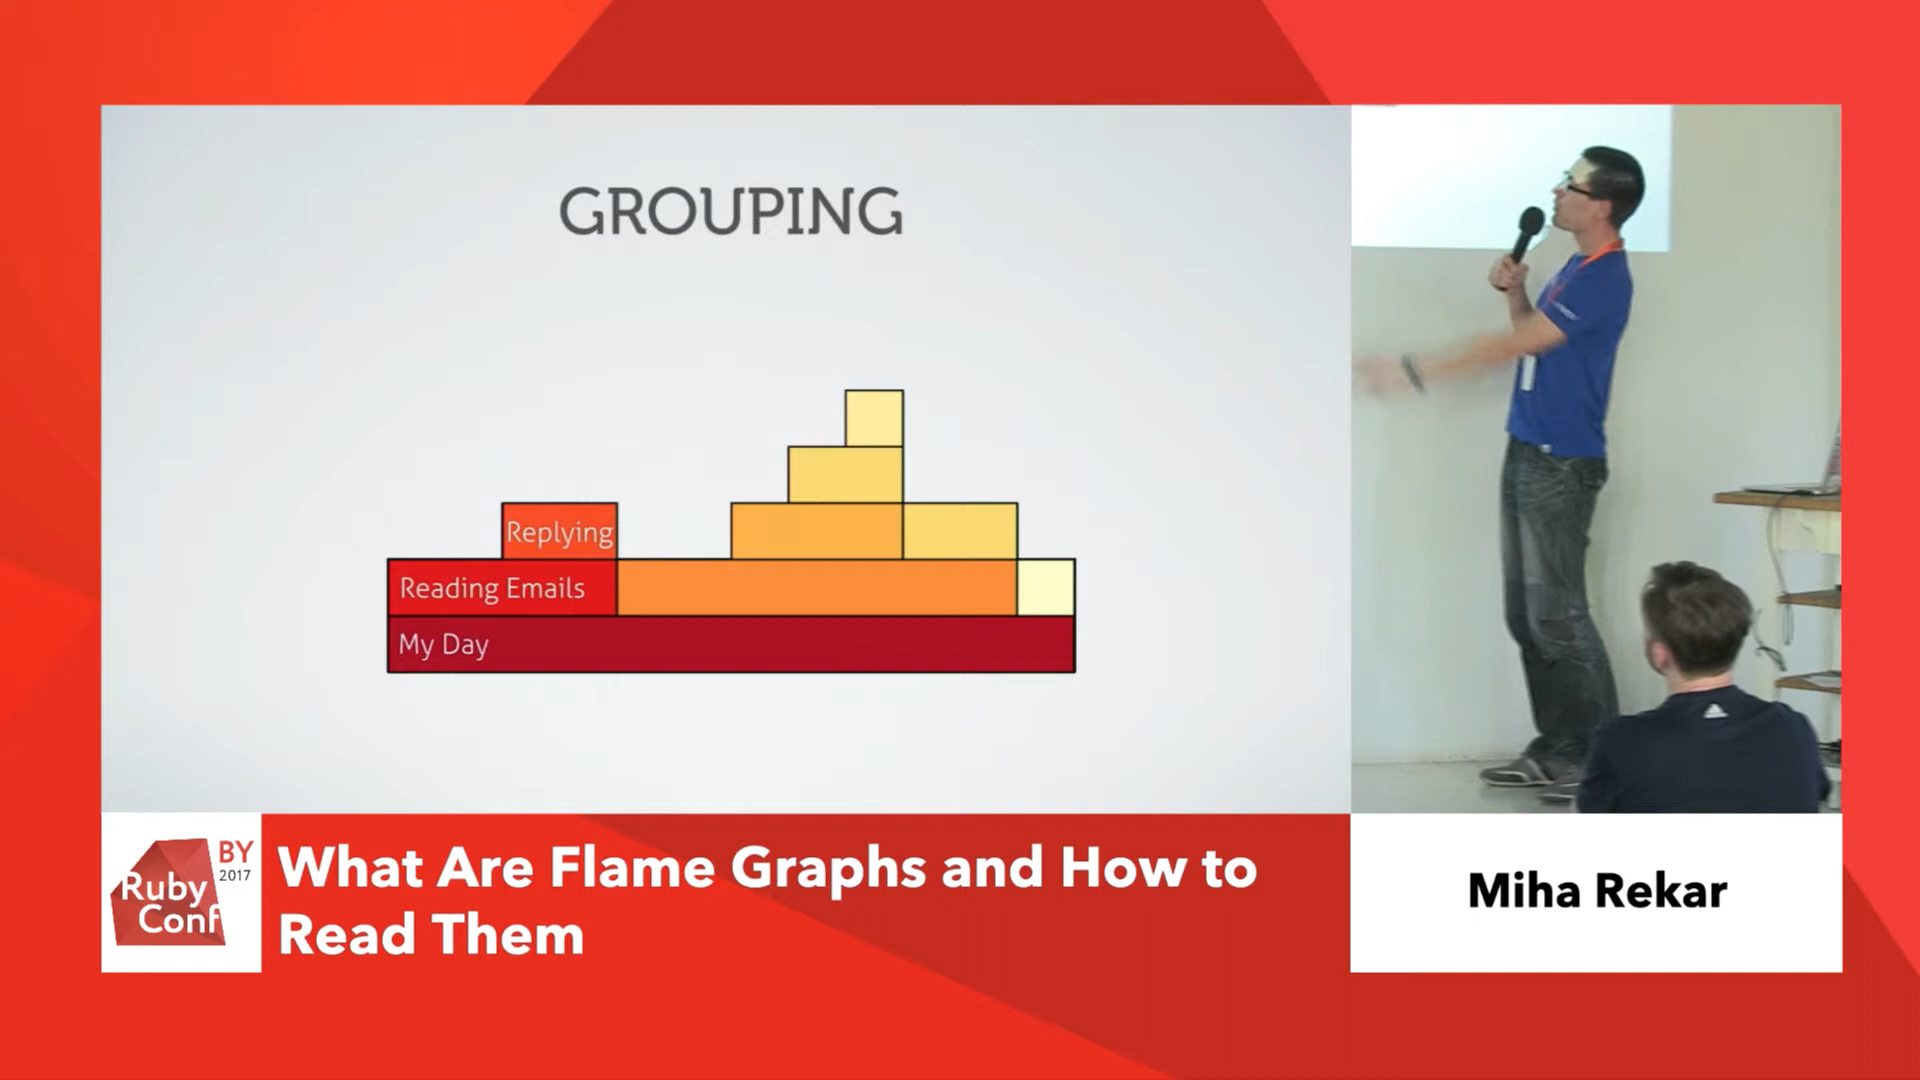 GROUPING
Replying
Reading Emails
My Day
BY
2017
Ruby
Conf
What Are Flame Graphs and How to
Read Them
Miha Rekar